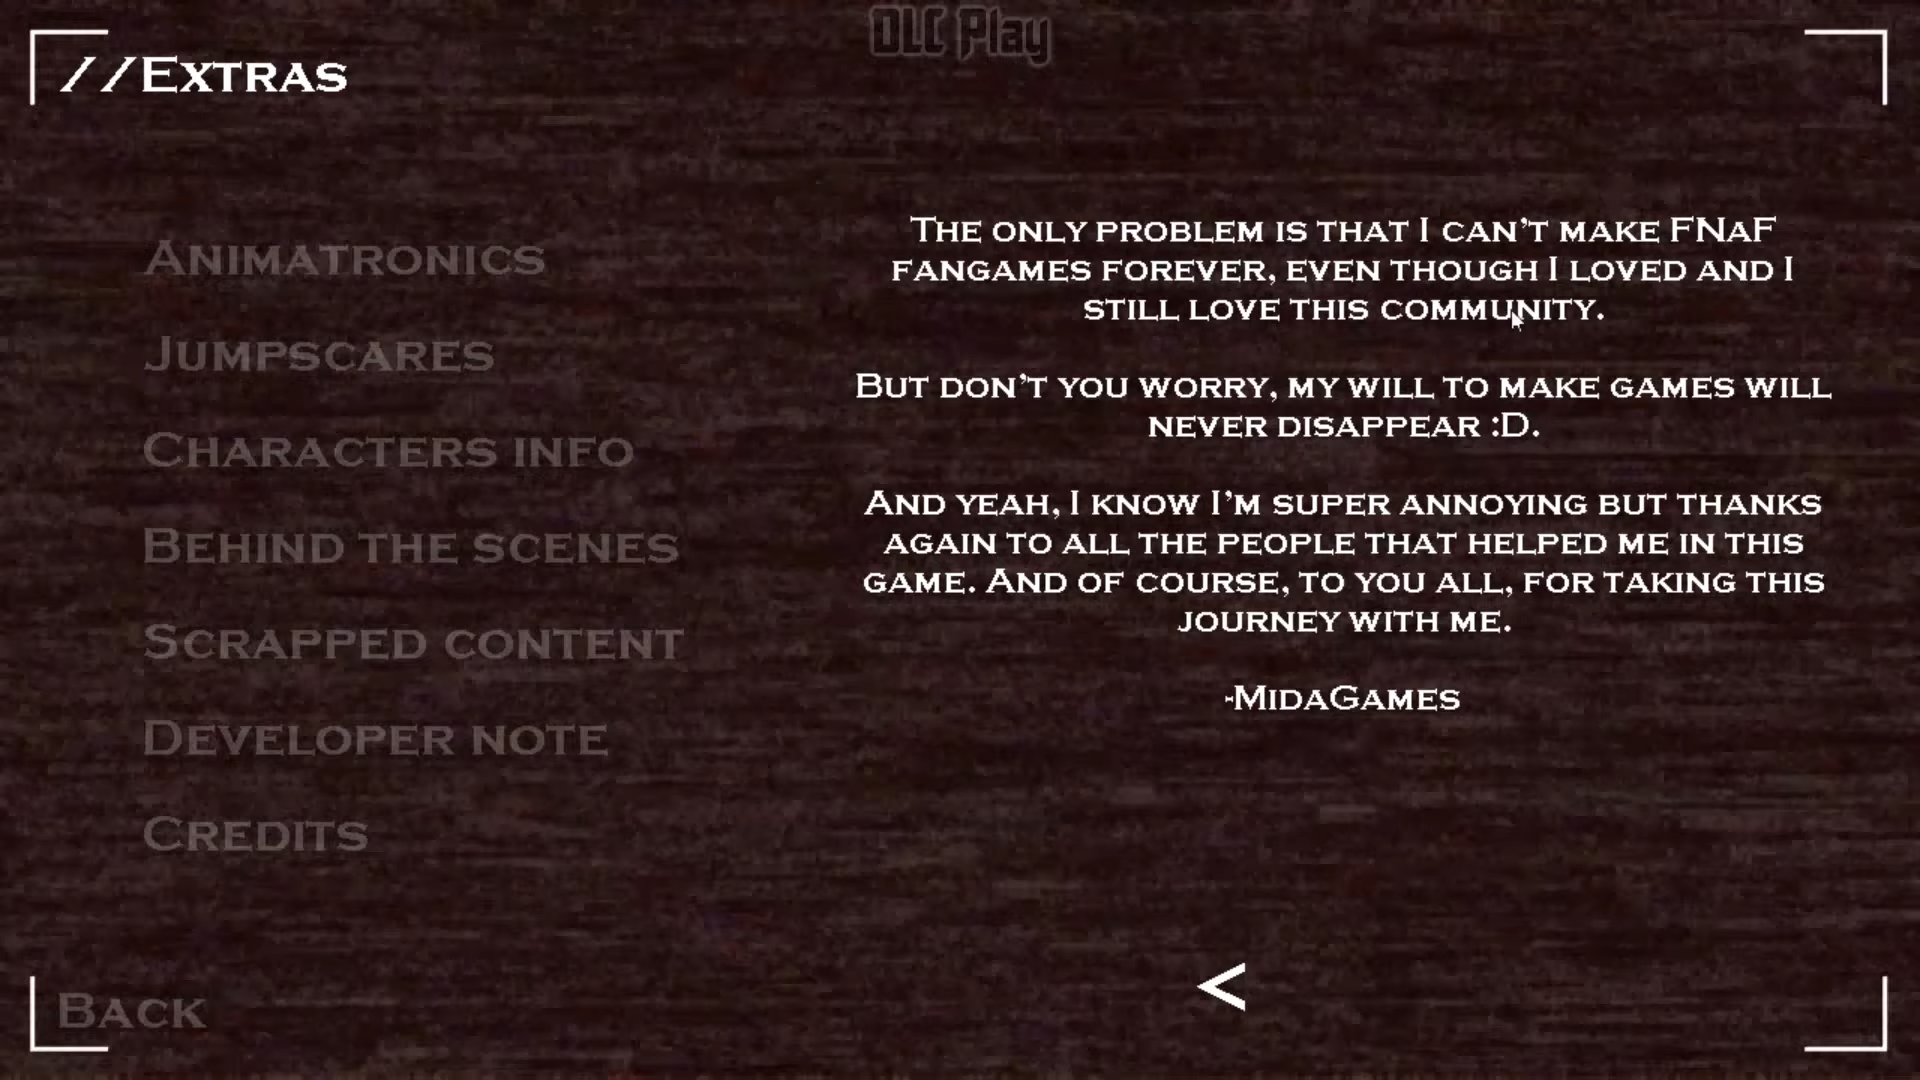 DLC Play
//Extras
Animatronics
Jumpscares
Characters info
Behind the scenes
Scrapped content
Developer note
Credits
Back
The only problem is that I can't make FNaF
fangames forever, even though I loved and I
still love this community.
But don't you worry, my will to make games will
never disappear :D.
And yeah, I know I'm super annoying but thanks
again to all the people that helped me in this
game. And of course, to you all, for taking this
journey with me.
-MidaGames
<